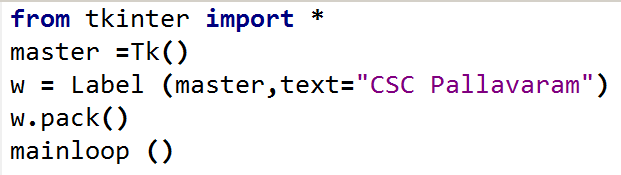 from tkinter import *
master =Tk()
w = Label (master,text="CSC Pallavaram")
w.pack()
mainloop ()